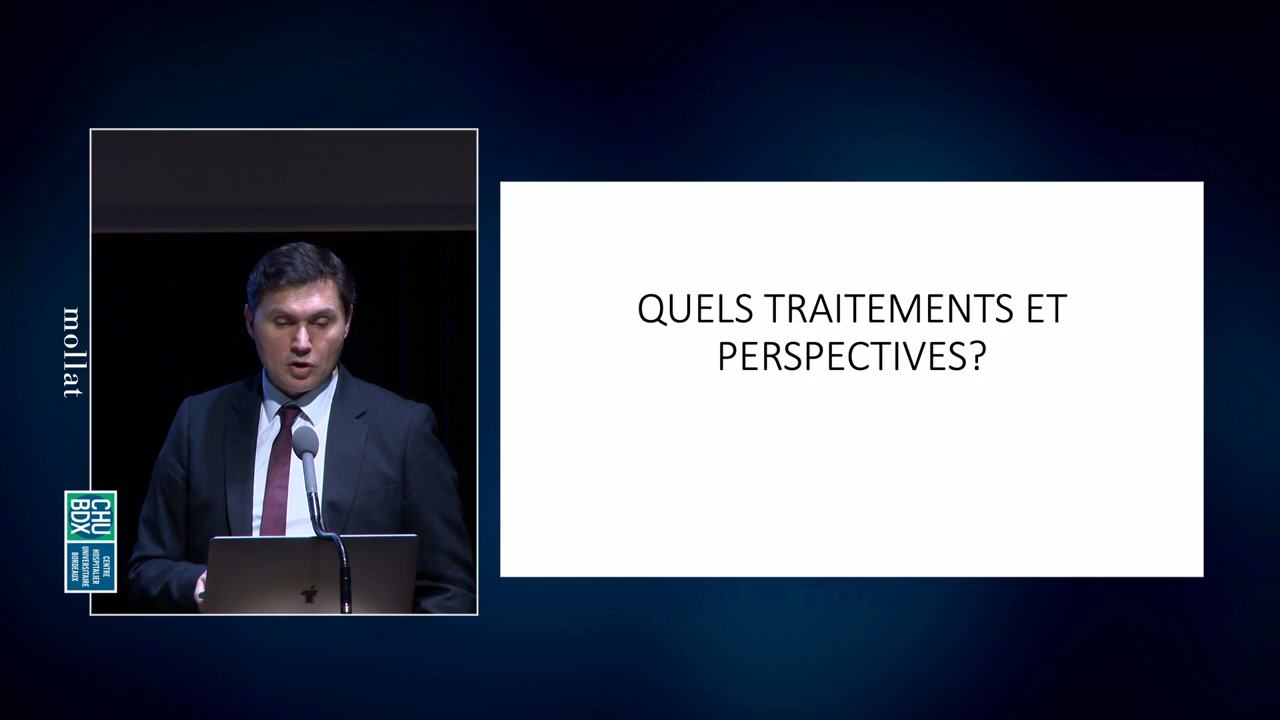 mollat
CHU
BDX
CENTRE
HOSPITALIER
UNIVERSITAIRE
BORDEAUX
QUELS TRAITEMENTS ET
PERSPECTIVES?